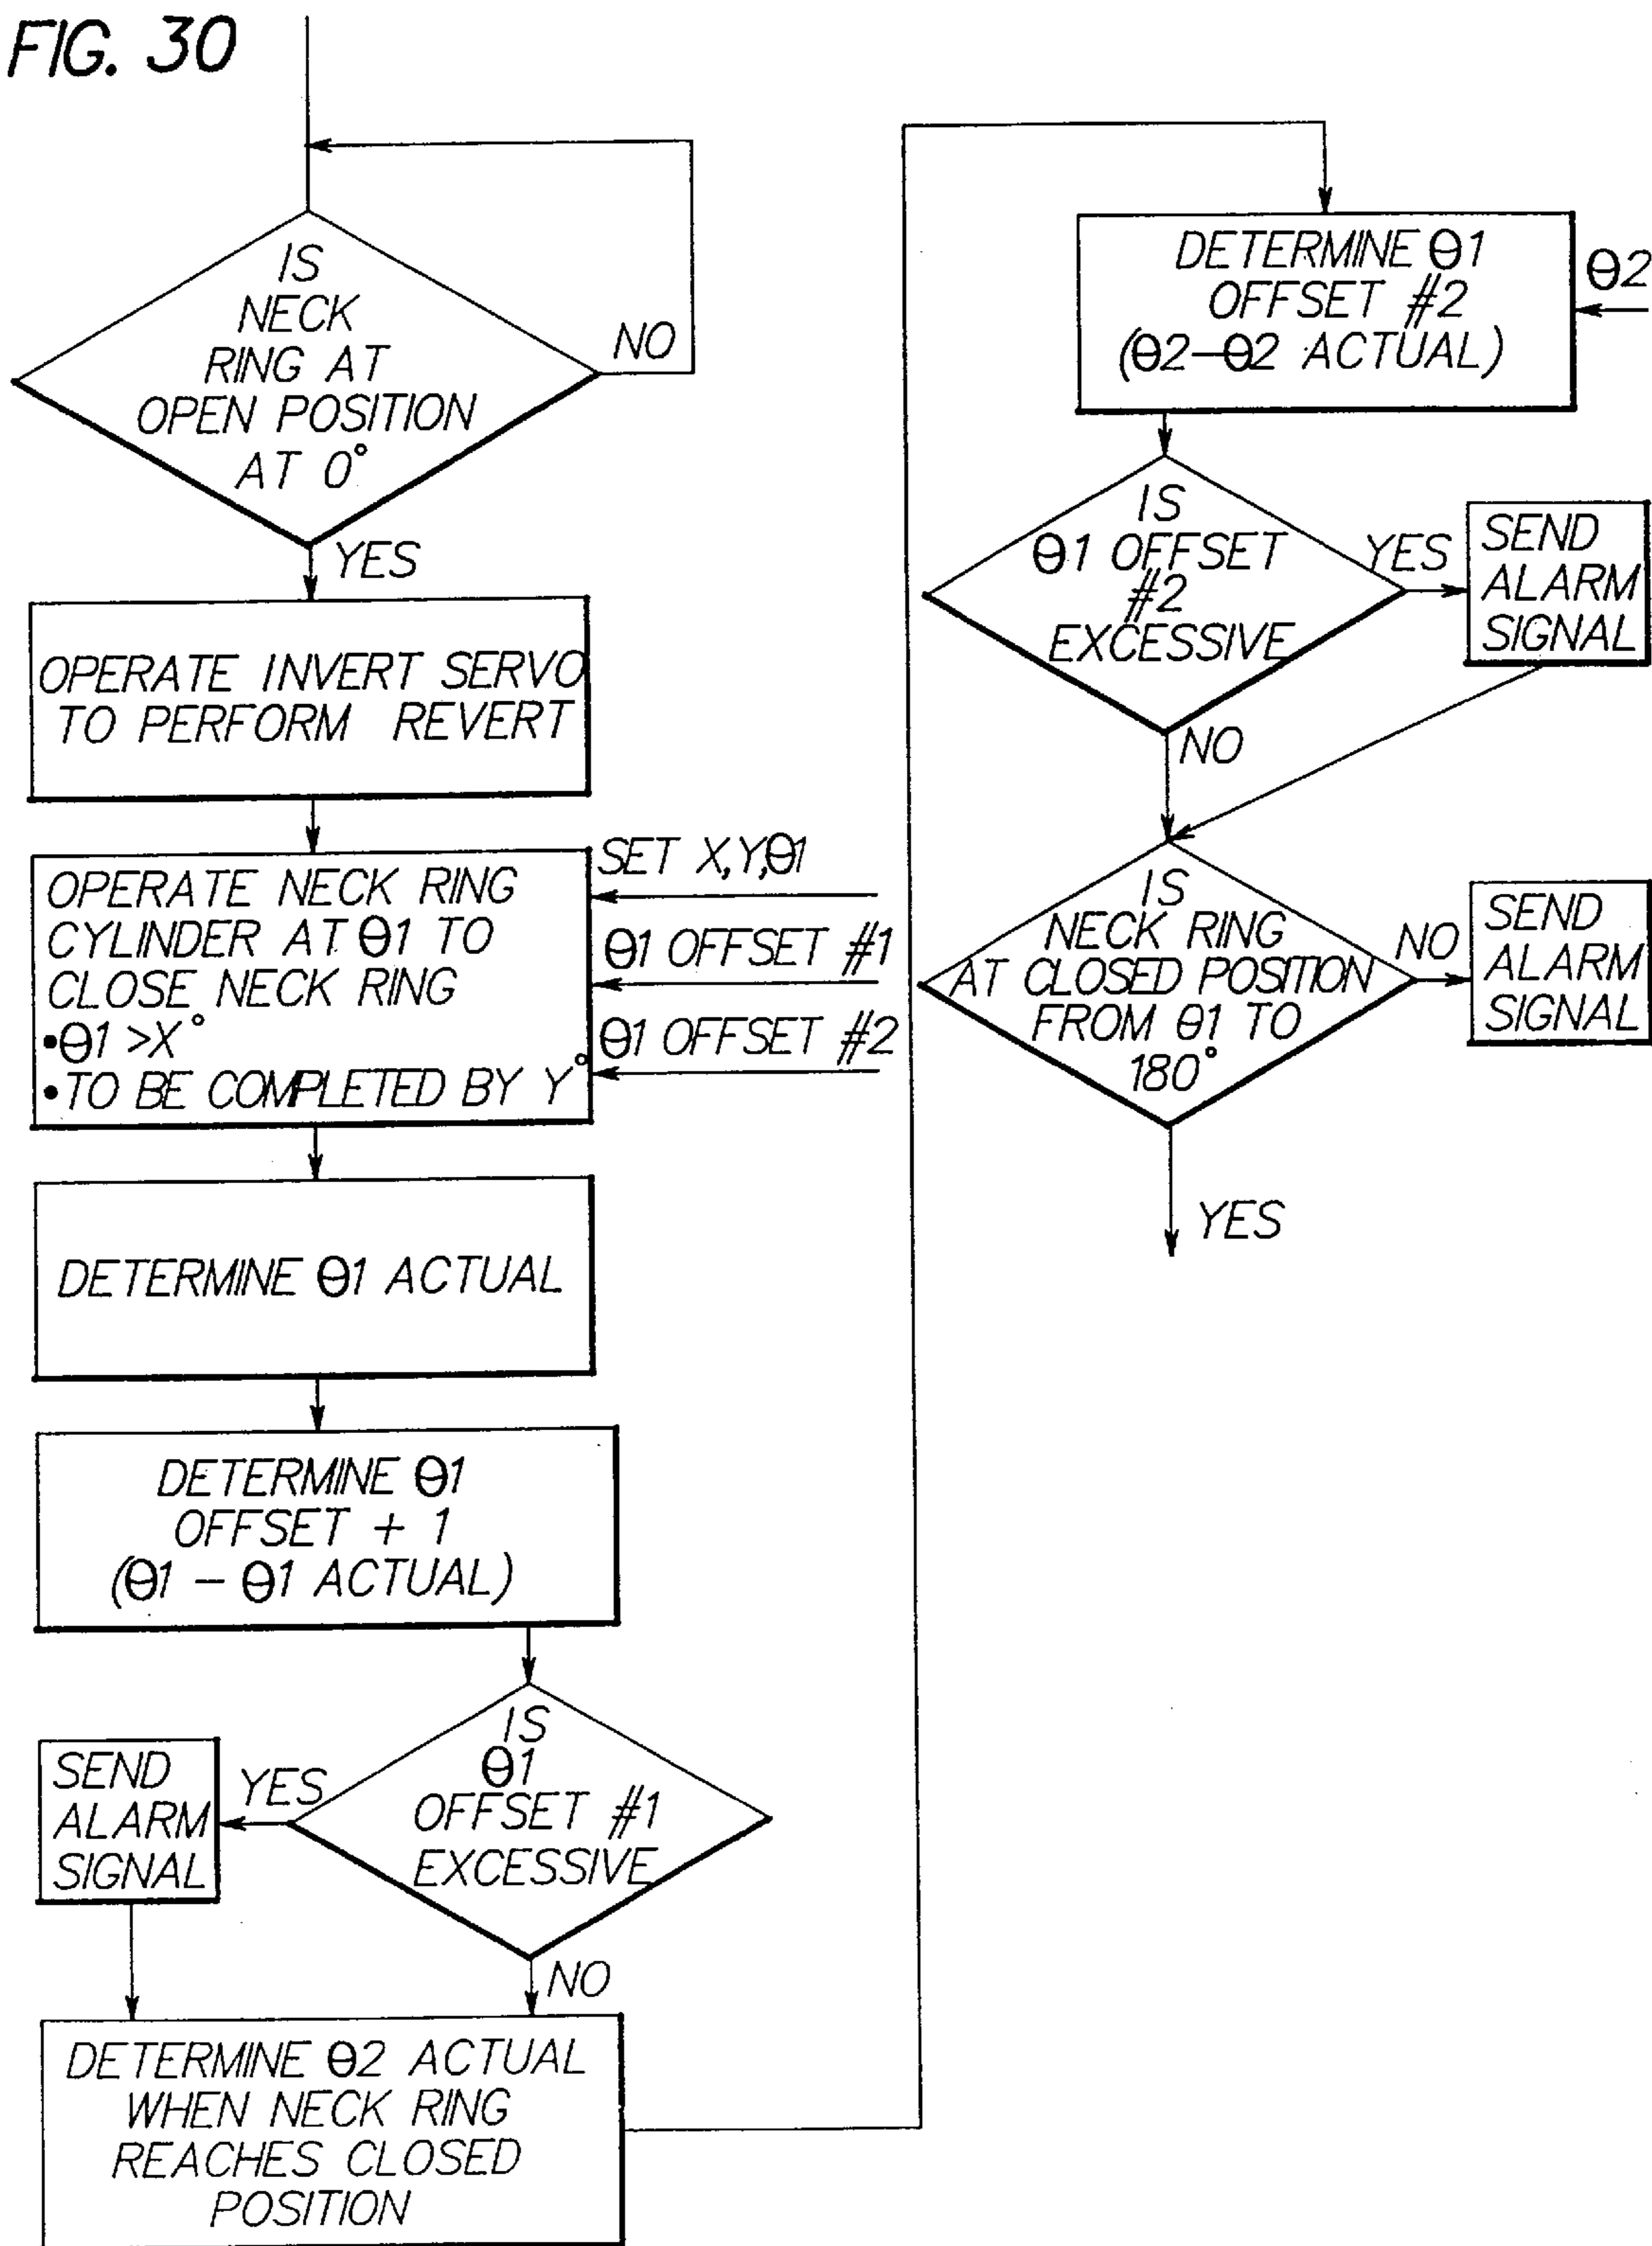 FIG. 30
IS
NECK
RING AT
OPEN POSITION
AT 0°
NO
YES
OPERATE INVERT SERVO
TO PERFORM REVERT
OPERATE NECK RING
CYLINDER AT Θ1 TO
CLOSE NECK RING
•Θ1 >X°
•TO BE COMPLETED BY Y°
SET X,Y,Θ1
Θ1 OFFSET #1
Θ1 OFFSET #2
DETERMINE Θ1 ACTUAL
DETERMINE Θ1
OFFSET + 1
(Θ1 – Θ1 ACTUAL)
IS
Θ1
OFFSET #1
EXCESSIVE
YES
SEND
ALARM
SIGNAL
NO
DETERMINE Θ2 ACTUAL
WHEN NECK RING
REACHES CLOSED
POSITION
DETERMINE Θ1
OFFSET #2
(Θ2–Θ2 ACTUAL)
Θ2
IS
Θ1 OFFSET
#2
EXCESSIVE
YES
SEND
ALARM
SIGNAL
NO
IS
NECK RING
AT CLOSED POSITION
FROM Θ1 TO
180°
NO
SEND
ALARM
SIGNAL
YES